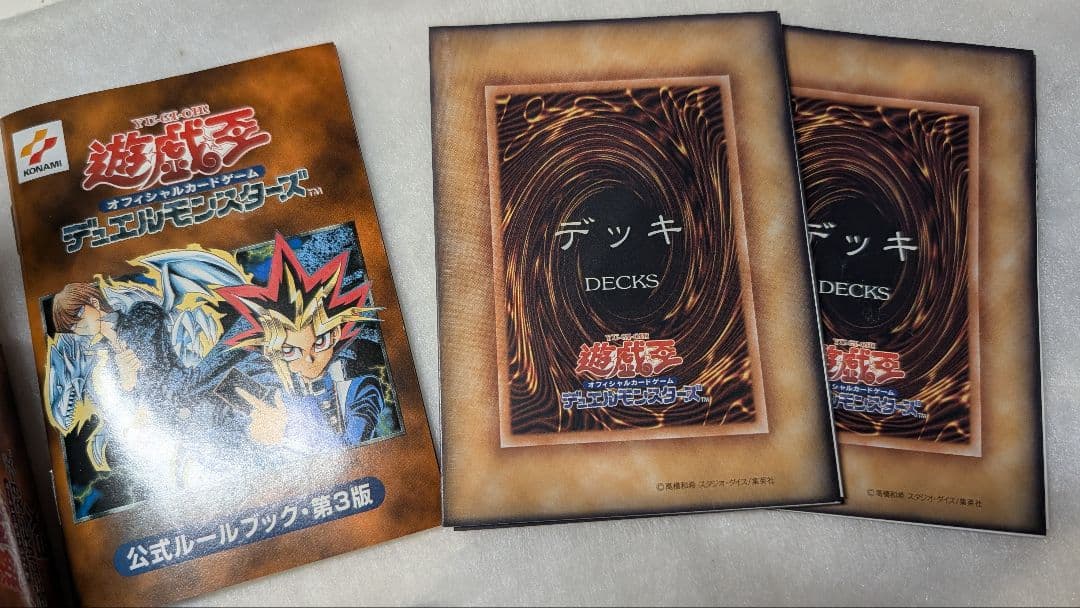 KONAMI
YU-GI-OH!
遊戯王
オフィシャルカードゲーム
デュエルモンスターズ™
公式ルールブック・第3版
デッキ
DECKS
YU-GI-OH!
遊戯王
オフィシャルカードゲーム
デュエルモンスターズ™
©高橋和希 スタジオ・ダイス/集英社
デッキ
DECKS
YU-GI-OH!
遊戯王
オフィシャルカードゲーム
デュエルモンスターズ™
©高橋和希 スタジオ・ダイス/集英社